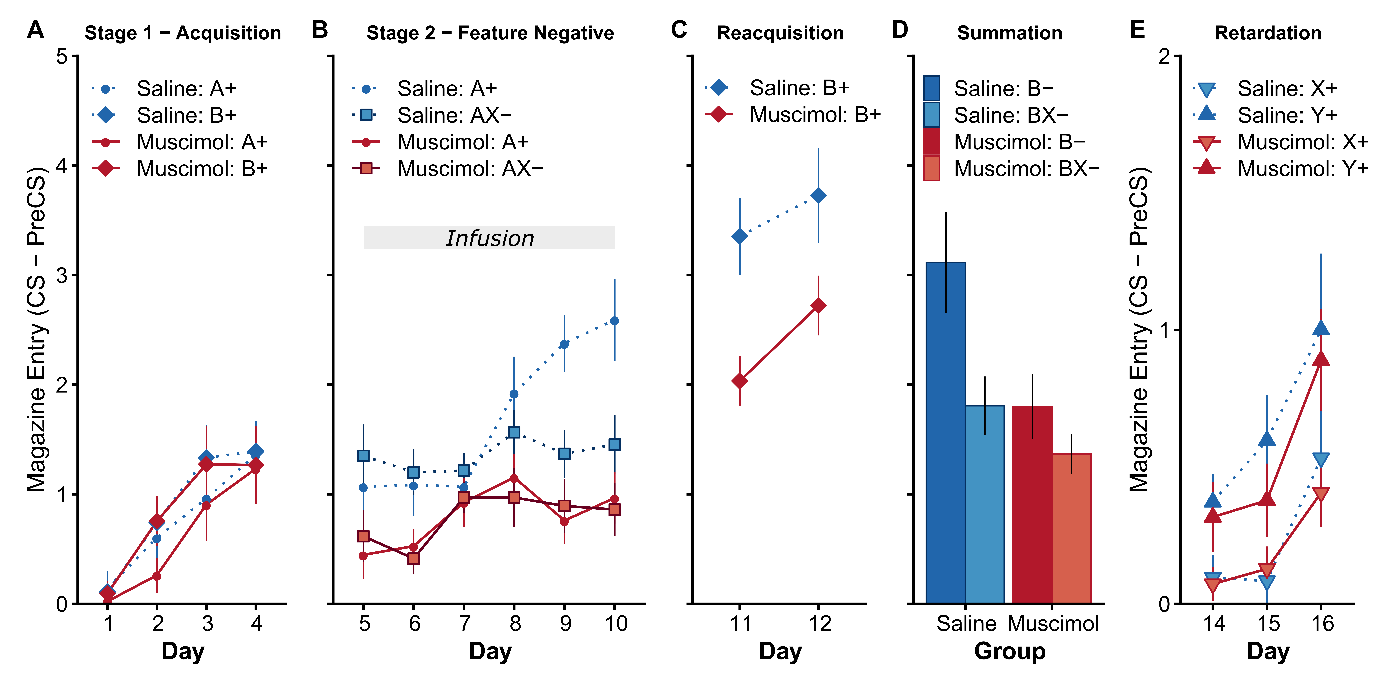 A Stage 1 − Acquisition
B Stage 2 − Feature Negative
C Reacquisition
D Summation
E Retardation
Magazine Entry (CS − PreCS)
5
4
3
2
1
0
Saline: A+
Saline: B+
Muscimol: A+
Muscimol: B+
1 2 3 4
Day
Saline: A+
Saline: AX−
Muscimol: A+
Muscimol: AX−
Infusion
5 6 7 8 9 10
Day
Saline: B+
Muscimol: B+
11 12
Day
Saline: B−
Saline: BX−
Muscimol: B−
Muscimol: BX−
Saline Muscimol
Group
Magazine Entry (CS − PreCS)
2
1
0
Saline: X+
Saline: Y+
Muscimol: X+
Muscimol: Y+
14 15 16
Day